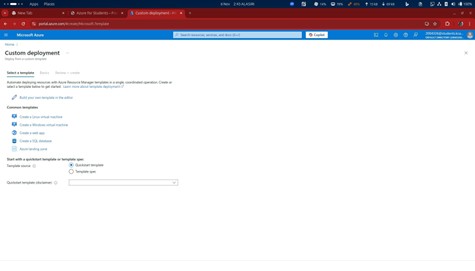 Apps Places
New Tab
Azure for Students - Pr
Custom deployment
portal.azure.com/#create/Microsoft.Template
Microsoft Azure
Search resources, services, and docs (G+/)
Copilot
Home >
Custom deployment ...
Deploy from a custom template
Select a template Basics Review + create
Automate deploying resources with Azure Resource Manager templates in a single, coordinated operation. Create or
select a template below to get started. Learn more about template deployment
Build your own template in the editor
Common templates
Create a Linux virtual machine
Create a Windows virtual machine
Create a web app
Create a SQL database
Azure landing zone
Start with a quickstart template or template spec
Template source
Quickstart template
Template spec
Quickstart template (disclaimer)